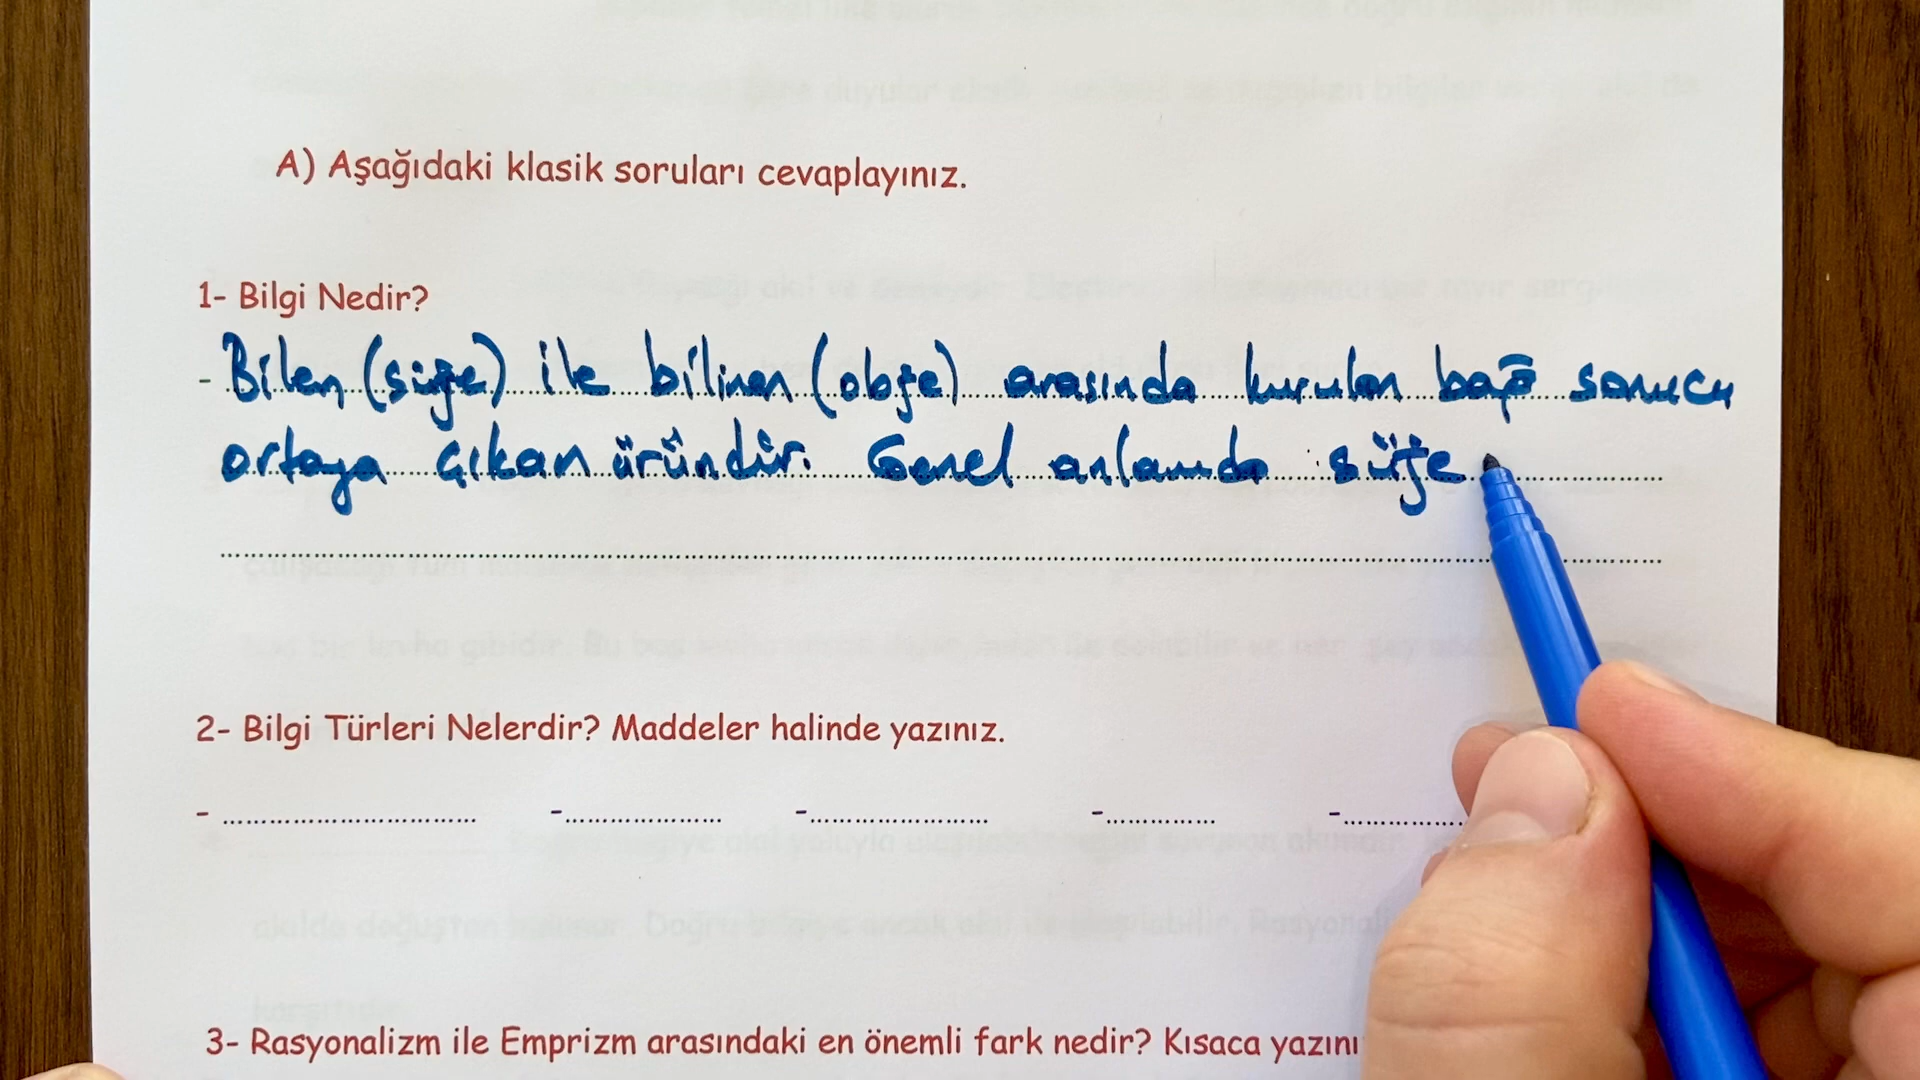 A) Aşağıdaki klasik soruları cevaplayınız.
1- Bilgi Nedir?
- Bilen (süje) ile bilinen (obje) arasında kurulan bağ sonucu
ortaya çıkan üründür. Genel anlamda süje
2- Bilgi Türleri Nelerdir? Maddeler halinde yazınız.
- .............................. -.................... -....................... -.............. -................
3- Rasyonalizm ile Emprizm arasındaki en önemli fark nedir? Kısaca yazını